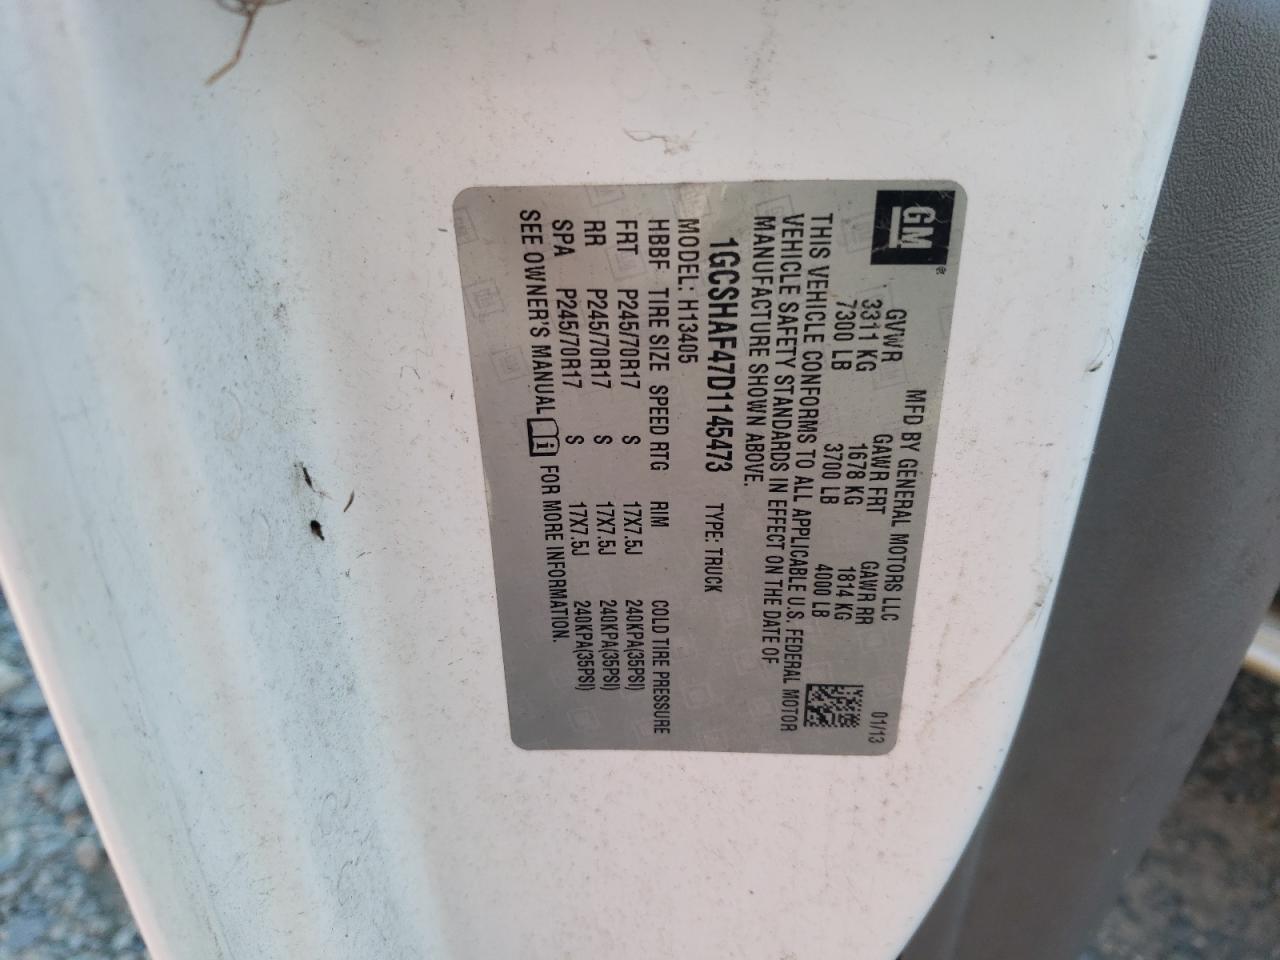 GM
MFD BY GENERAL MOTORS LLC 01/13
GVWR GAWR FRT GAWR RR
3311 KG 1678 KG 1814 KG
7300 LB 3700 LB 4000 LB
THIS VEHICLE CONFORMS TO ALL APPLICABLE U.S. FEDERAL MOTOR
VEHICLE SAFETY STANDARDS IN EFFECT ON THE DATE OF
MANUFACTURE SHOWN ABOVE.
1GCSHAF47D1145473 TYPE: TRUCK
MODEL: H13405
HBBF TIRE SIZE SPEED RTG RIM COLD TIRE PRESSURE
FRT P245/70R17 S 17X7.5J 240KPA(35PSI)
RR P245/70R17 S 17X7.5J 240KPA(35PSI)
SPA P245/70R17 S 17X7.5J 240KPA(35PSI)
SEE OWNER'S MANUAL i FOR MORE INFORMATION.